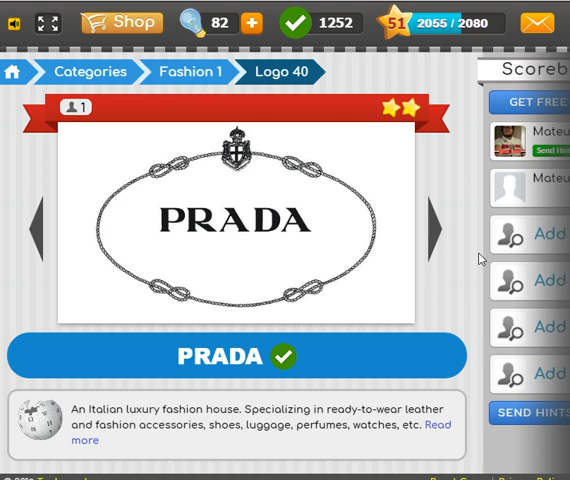 Shop
82
1252
51
2055 / 2080
Categories
Fashion 1
Logo 40
Scoreb
1
GET FREE
Mateu
Send Hin
Mateu
PRADA
Add
Add
Add
Add
PRADA
SEND HINTS
An Italian luxury fashion house. Specializing in ready-to-wear leather
and fashion accessories, shoes, luggage, perfumes, watches, etc. Read
more